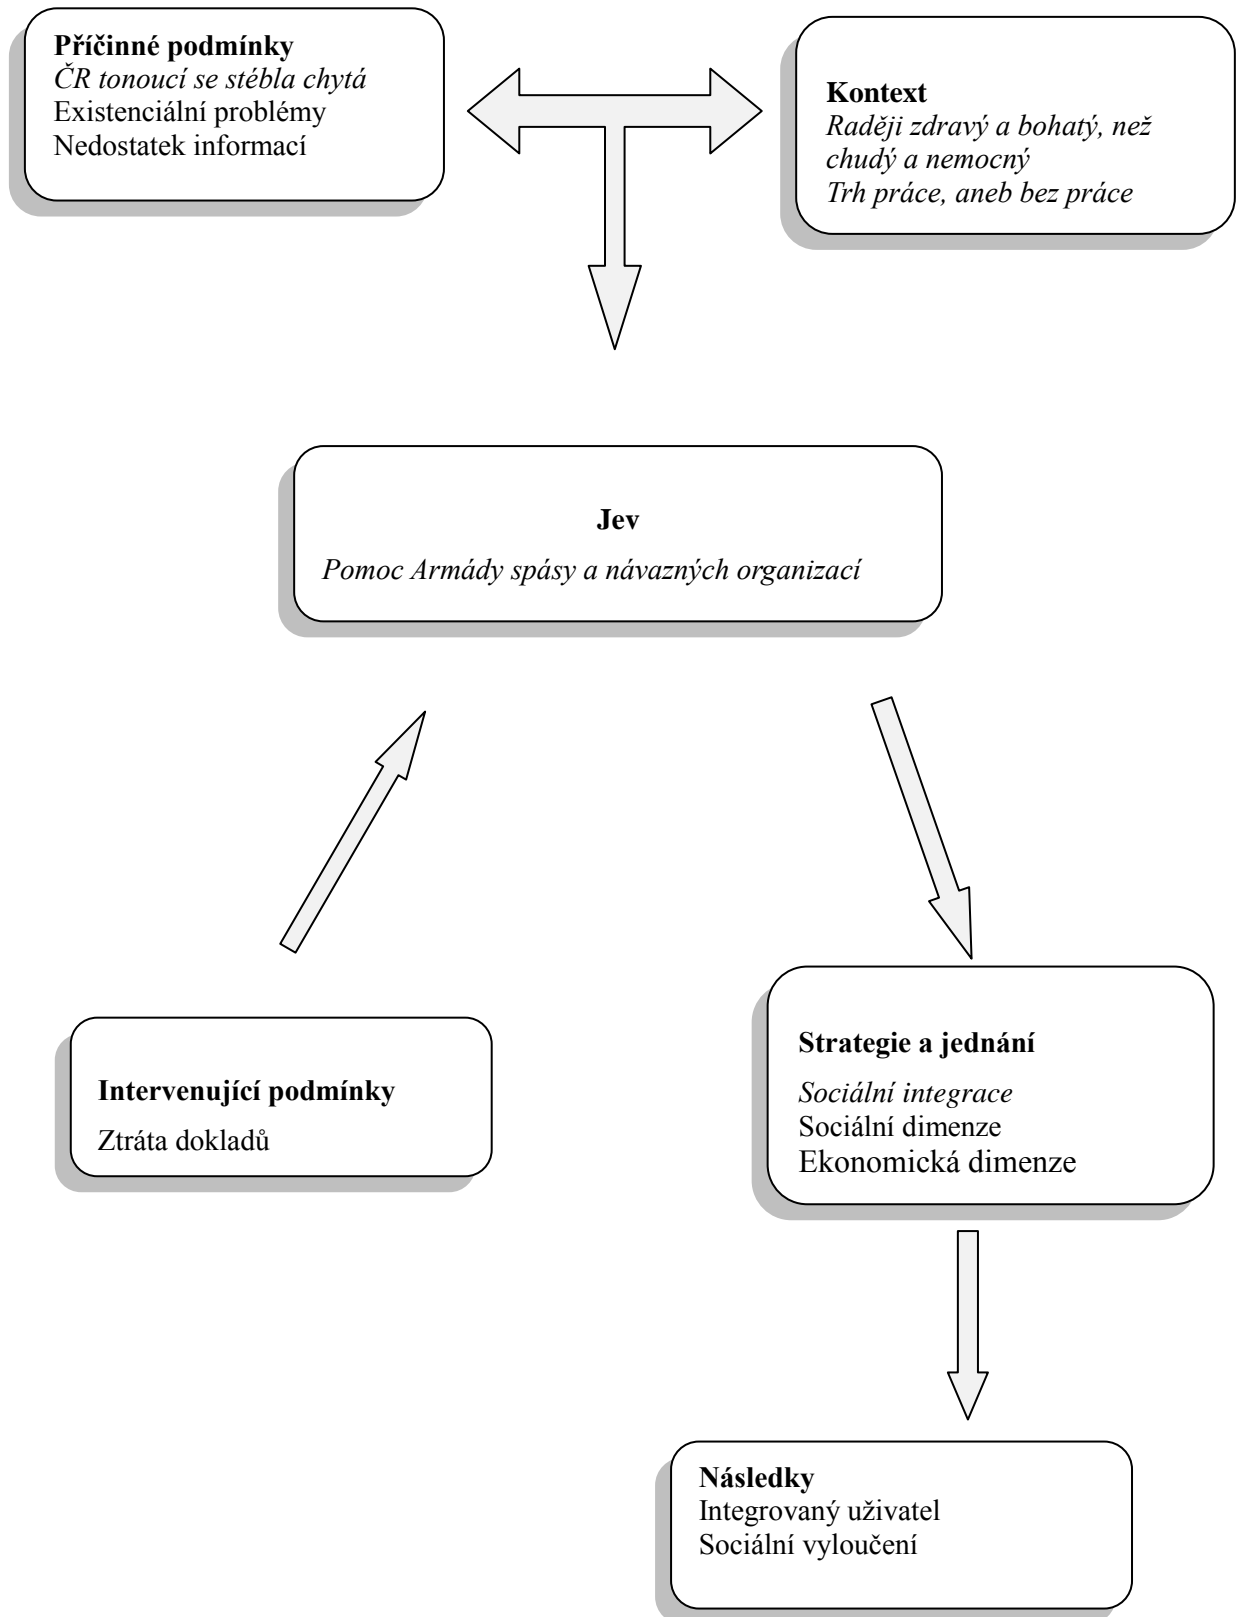 Příčinné podmínky
ČR tonoucí se stébla chytá
Existenciální problémy
Nedostatek informací
Kontext
Raději zdravý a bohatý, než
chudý a nemocný
Trh práce, aneb bez práce
Jev
Pomoc Armády spásy a návazných organizací
Intervenující podmínky
Ztráta dokladů
Strategie a jednání
Sociální integrace
Sociální dimenze
Ekonomická dimenze
Následky
Integrovaný uživatel
Sociální vyloučení